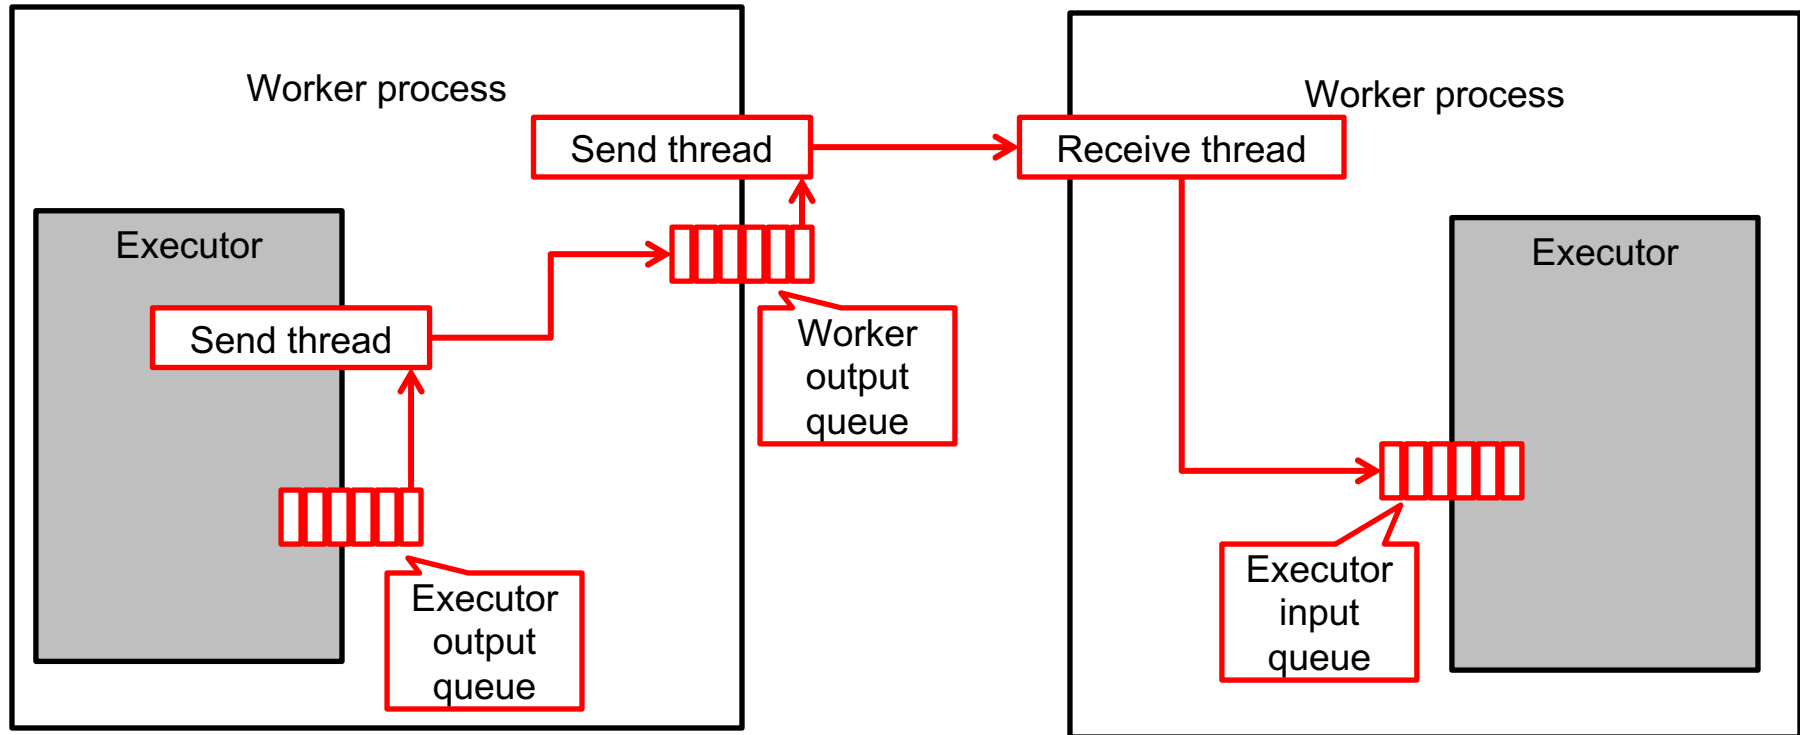 Worker process
Send thread
Executor
Send thread
Worker
output
queue
Executor
output
queue
Worker process
Receive thread
Executor
Executor
input
queue